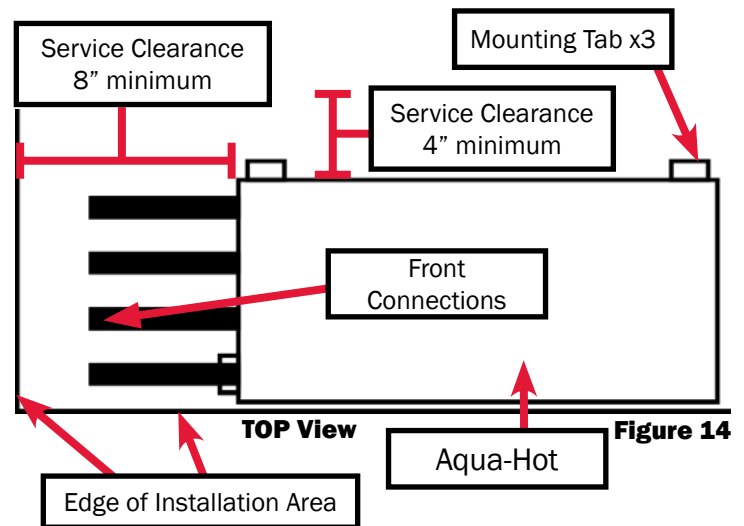 Service Clearance
8” minimum
Mounting Tab x3
Service Clearance
4” minimum
Front
Connections
TOP View
Figure 14
Aqua-Hot
Edge of Installation Area